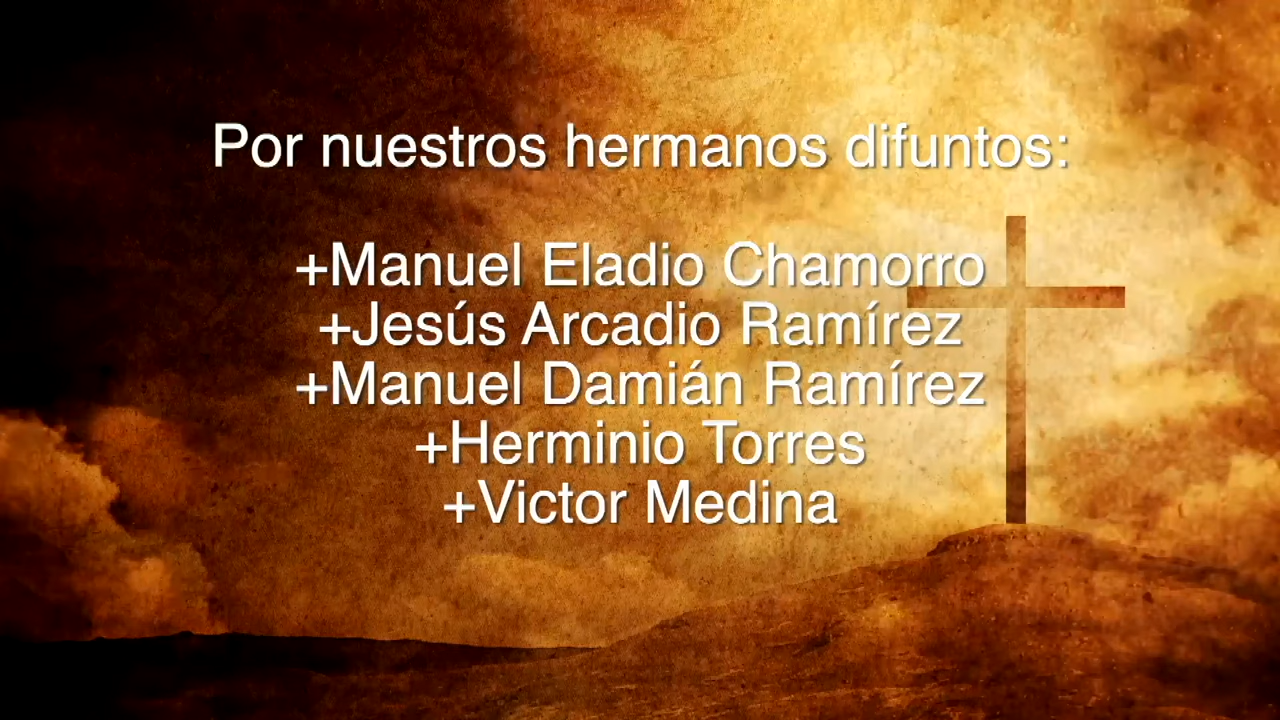 Por nuestros hermanos difuntos:
+Manuel Eladio Chamorro
+Jesús Arcadio Ramírez
+Manuel Damián Ramírez
+Herminio Torres
+Victor Medina